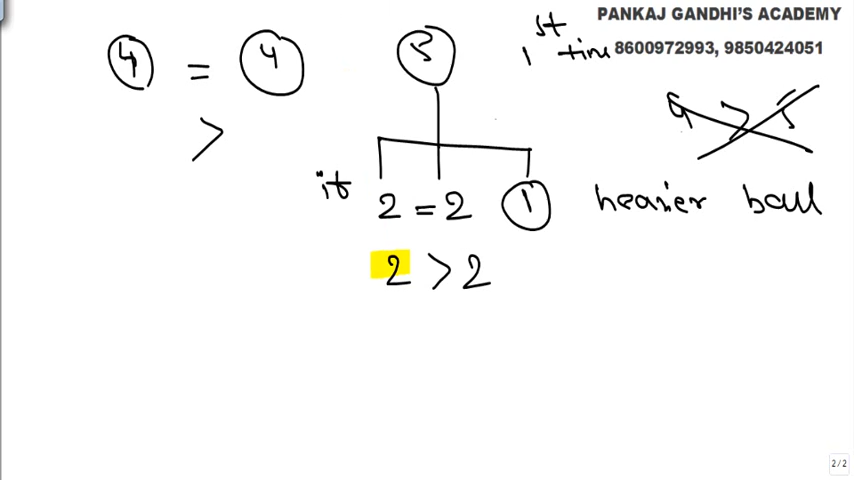 PANKAJ GANDHI'S ACADEMY
8600972993, 9850424051
4 = 4 5 1st time
>
if 2 = 2 1 heavier ball
2 > 2
2/2